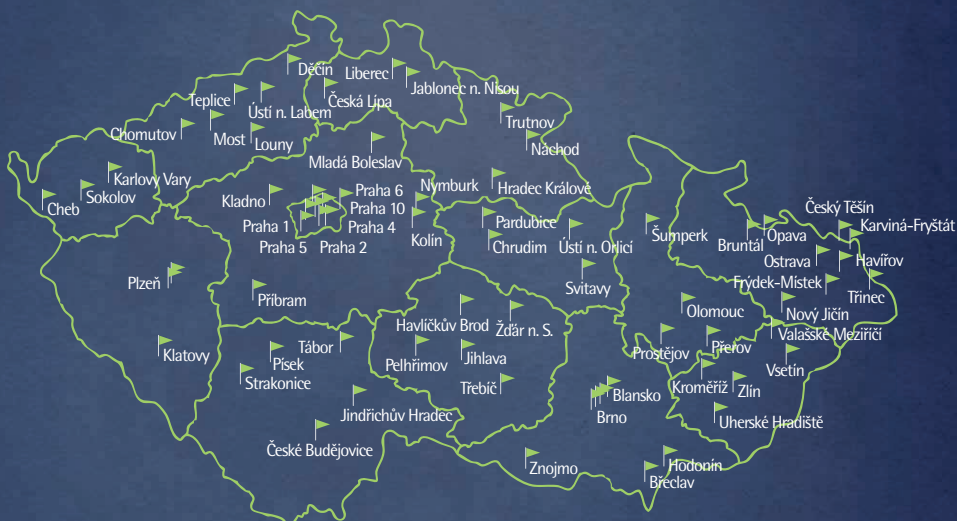 Děčín
Liberec
Jablonec n. Nisou
Česká Lípa
Teplice
Ústí n. Labem
Chomutov
Most
Louny
Trutnov
Náchod
Mladá Boleslav
Karlovy Vary
Sokolov
Cheb
Kladno
Praha 6
Praha 10
Praha 1
Praha 4
Praha 5
Praha 2
Nymburk
Hradec Králové
Kolín
Pardubice
Chrudim
Ústí n. Orlicí
Šumperk
Český Těšín
Karviná–Fryštát
Opava
Bruntál
Ostrava
Havířov
Frýdek–Místek
Třinec
Plzeň
Příbram
Svitavy
Olomouc
Nový Jičín
Havlíčkův Brod
Žďár n. S.
Valašské Meziříčí
Prostějov
Přerov
Klatovy
Písek
Tábor
Pelhřimov
Jihlava
Vsetín
Strakonice
Třebíč
Blansko
Kroměříž
Zlín
Jindřichův Hradec
Brno
Uherské Hradiště
České Budějovice
Znojmo
Hodonín
Břeclav